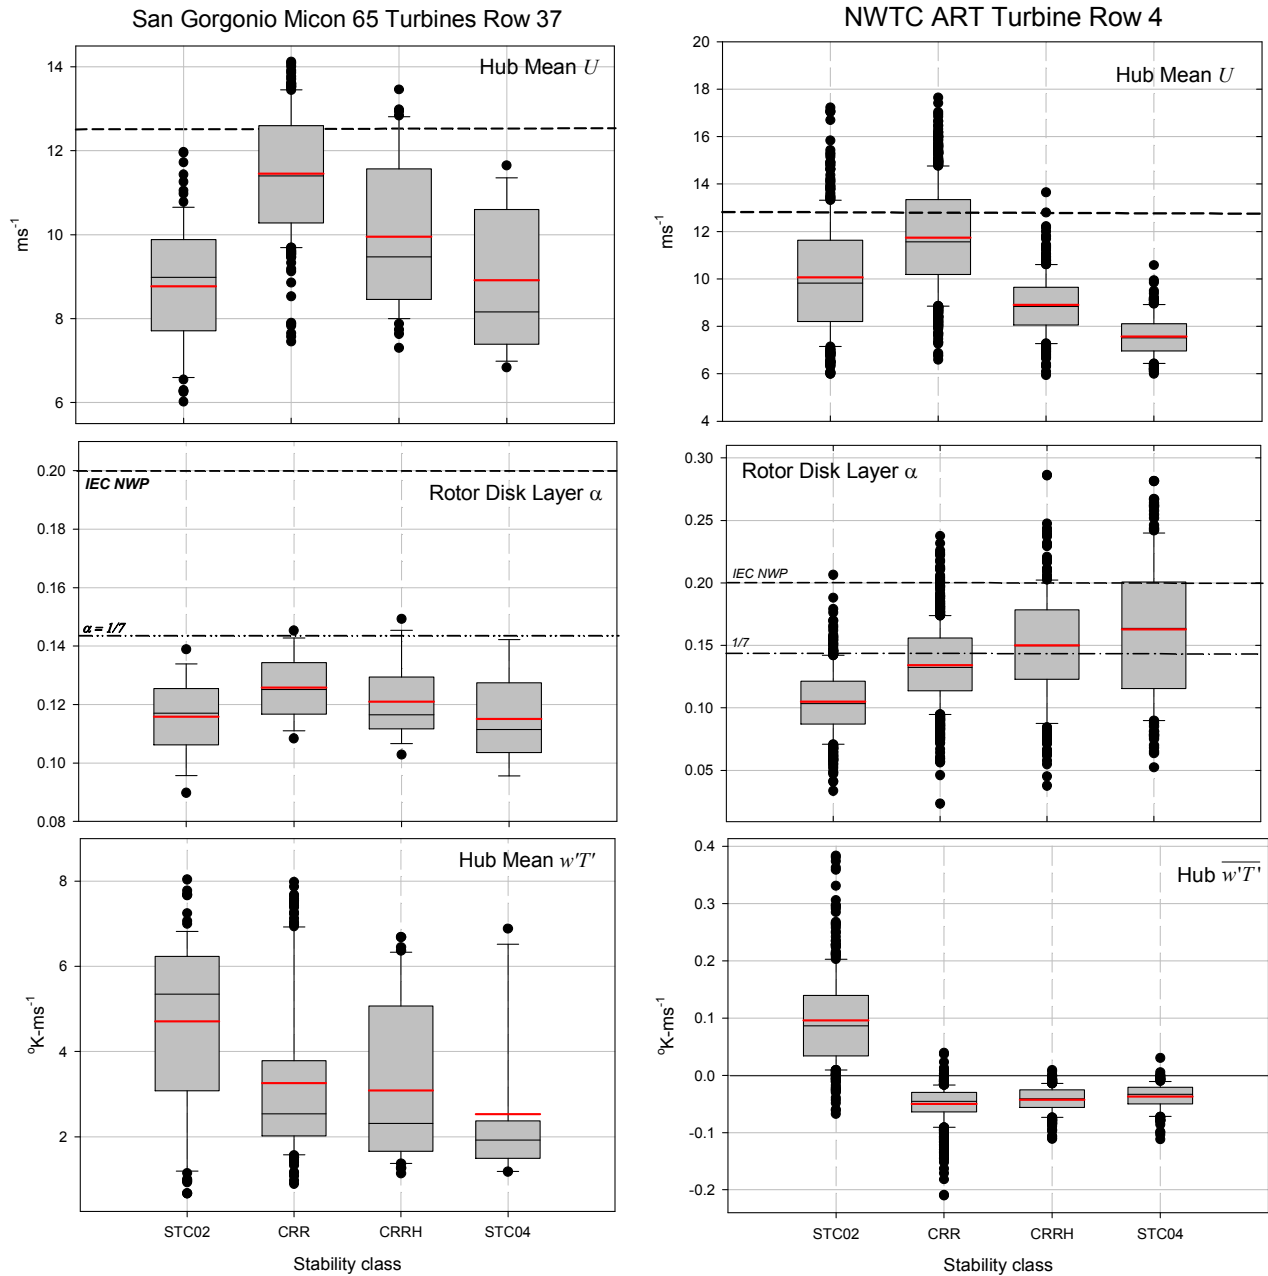 San Gorgonio Micon 65 Turbines Row 37
NWTC ART Turbine Row 4
Hub Mean U
14
12
10
8
6
ms⁻¹
Hub Mean U
20
18
16
14
12
10
8
6
4
ms⁻¹
IEC NWP
Rotor Disk Layer α
α = 1/7
0.20
0.18
0.16
0.14
0.12
0.10
0.08
Rotor Disk Layer α
IEC NWP
1/7
0.30
0.25
0.20
0.15
0.10
0.05
Hub Mean w'T'
8
6
4
2
ºK-ms⁻¹
STC02 CRR CRRH STC04
Stability class
Hub w'T'
0.4
0.3
0.2
0.1
0.0
-0.1
-0.2
ºK-ms⁻¹
STC02 CRR CRRH STC04
Stability class